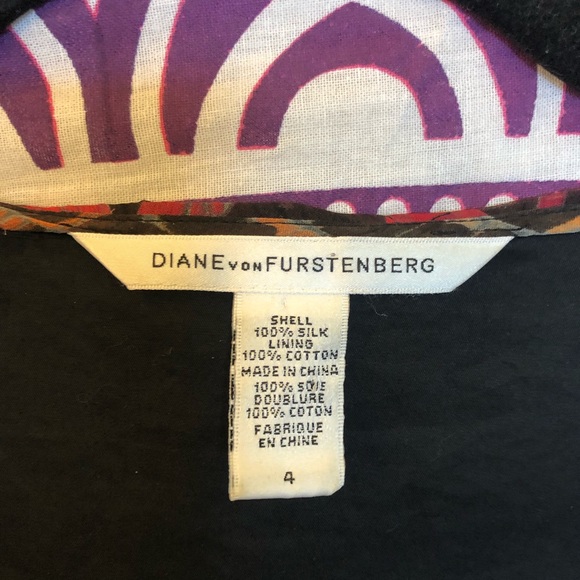 DIANE VON FURSTENBERG
SHELL
100% SILK
LINING
100% COTTON
MADE IN CHINA
100% SOIE
DOUBLURE
100% COTON
FABRIQUE
EN CHINE
4